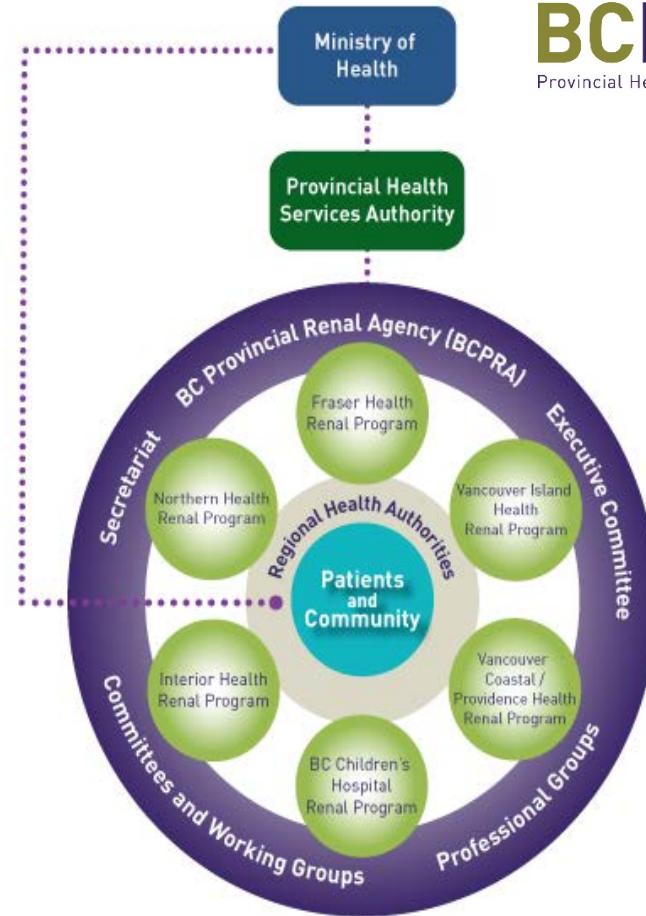 Ministry of
Health
BC
Provincial
Provincial Health
Services Authority
BC Provincial Renal Agency (BCPRA)
Secretariat
Executive Committee
Fraser Health
Renal Program
Northern Health
Renal Program
Vancouver Island
Health
Renal Program
Regional Health Authorities
Patients
and
Community
Interior Health
Renal Program
Vancouver
Coastal /
Providence Health
Renal Program
BC Children's
Hospital
Renal Program
Committees and Working Groups
Professional Groups